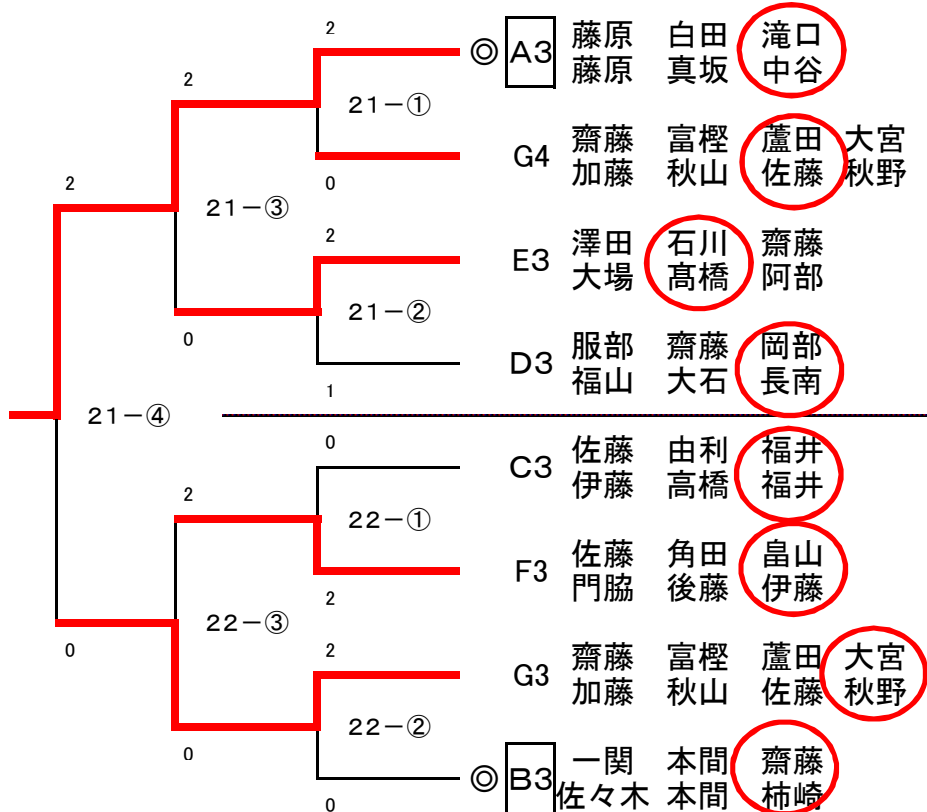 2
◎ A3 藤原 白田 滝口
藤原 真坂 中谷
2
21-①
G4 齋藤 富樫 蘆田 大宮
加藤 秋山 佐藤 秋野
0
2
21-③
2
E3 澤田 石川 齋藤
大場 髙橋 阿部
21-②
0
D3 服部 齋藤 岡部
福山 大石 長南
1
21-④
0
C3 佐藤 由利 福井
伊藤 高橋 福井
2
22-①
F3 佐藤 角田 畠山
門脇 後藤 伊藤
2
22-③
0
2
G3 齋藤 富樫 蘆田 大宮
加藤 秋山 佐藤 秋野
22-②
0
◎ B3 一関 本間 齋藤
佐々木 本間 柿崎
0